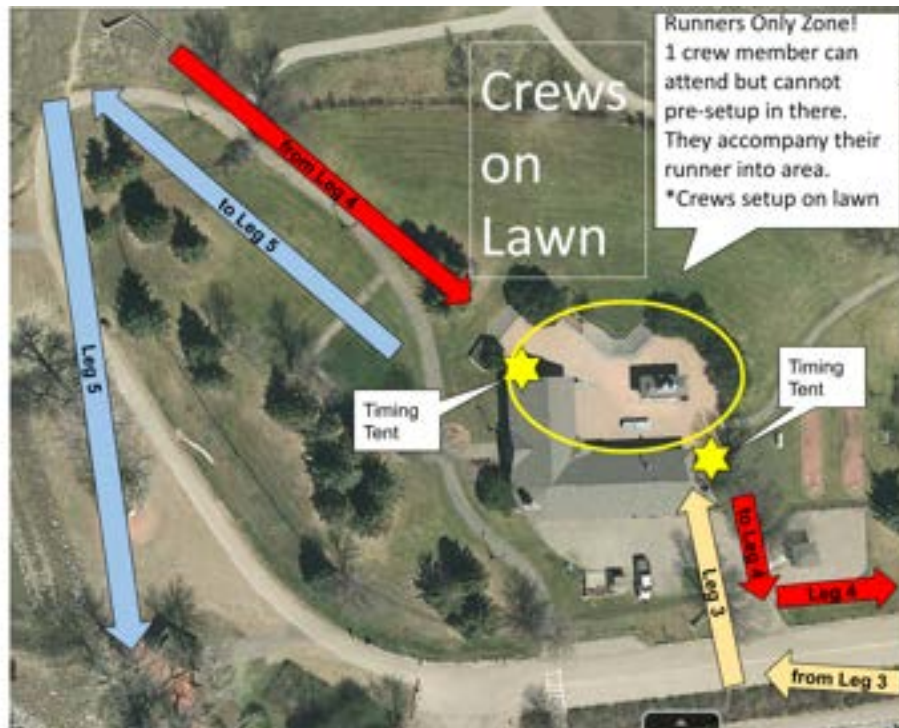 Runners Only Zone!
1 crew member can
attend but cannot
pre-setup in there.
They accompany their
runner into area.
*Crews setup on lawn
Crews
on
Lawn
from Leg 4
to Leg 5
Leg 5
Timing
Tent
Timing
Tent
to Leg 4
Leg 4
Leg 3
from Leg 3